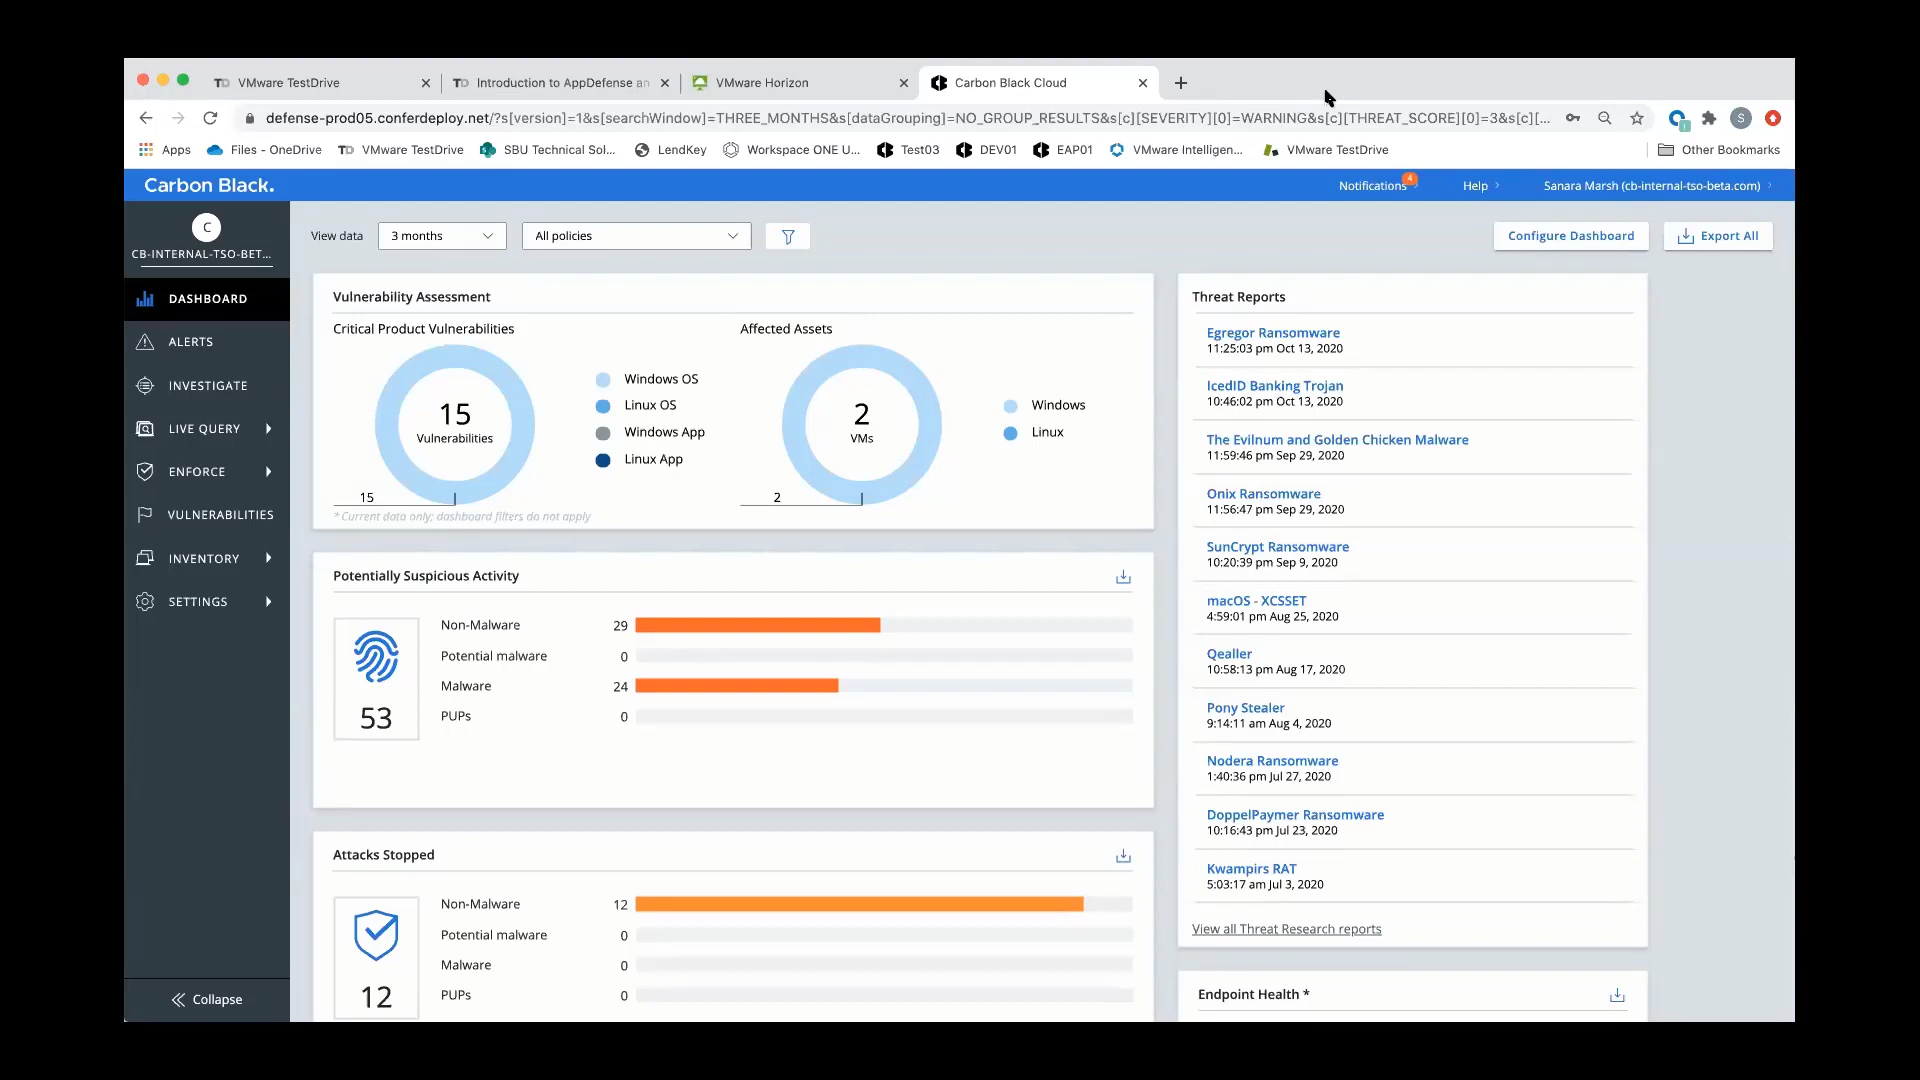 VMware TestDrive
Introduction to AppDefense an
VMware Horizon
Carbon Black Cloud
defense-prod05.conferdeploy.net/?s[version]=1&s[searchWindow]=THREE_MONTHS&s[dataGrouping]=NO_GROUP_RESULTS&s[c][SEVERITY][0]=WARNING&s[c][THREAT_SCORE][0]=3&s[c][...
S
Apps
Files - OneDrive
TD VMware TestDrive
SBU Technical Sol...
LendKey
Workspace ONE U...
Test03
DEV01
EAP01
VMware Intelligen...
VMware TestDrive
Other Bookmarks
Carbon Black.
Notifications 4
Help
Sanara Marsh (cb-internal-tso-beta.com)
C
CB-INTERNAL-TSO-BET...
DASHBOARD
ALERTS
INVESTIGATE
LIVE QUERY
ENFORCE
VULNERABILITIES
INVENTORY
SETTINGS
Collapse
View data
3 months
All policies
Configure Dashboard
Export All
Vulnerability Assessment
Critical Product Vulnerabilities
15
Vulnerabilities
15
Windows OS
Linux OS
Windows App
Linux App
Affected Assets
2
VMs
2
Windows
Linux
* Current data only; dashboard filters do not apply
Potentially Suspicious Activity
53
Non-Malware 29
Potential malware 0
Malware 24
PUPs 0
Attacks Stopped
12
Non-Malware 12
Potential malware 0
Malware 0
PUPs 0
Threat Reports
Egregor Ransomware
11:25:03 pm Oct 13, 2020
IcedID Banking Trojan
10:46:02 pm Oct 13, 2020
The Evilnum and Golden Chicken Malware
11:59:46 pm Sep 29, 2020
Onix Ransomware
11:56:47 pm Sep 29, 2020
SunCrypt Ransomware
10:20:39 pm Sep 9, 2020
macOS - XCSSET
4:59:01 pm Aug 25, 2020
Qealler
10:58:13 pm Aug 17, 2020
Pony Stealer
9:14:11 am Aug 4, 2020
Nodera Ransomware
1:40:36 pm Jul 27, 2020
DoppelPaymer Ransomware
10:16:43 pm Jul 23, 2020
Kwampirs RAT
5:03:17 am Jul 3, 2020
View all Threat Research reports
Endpoint Health *